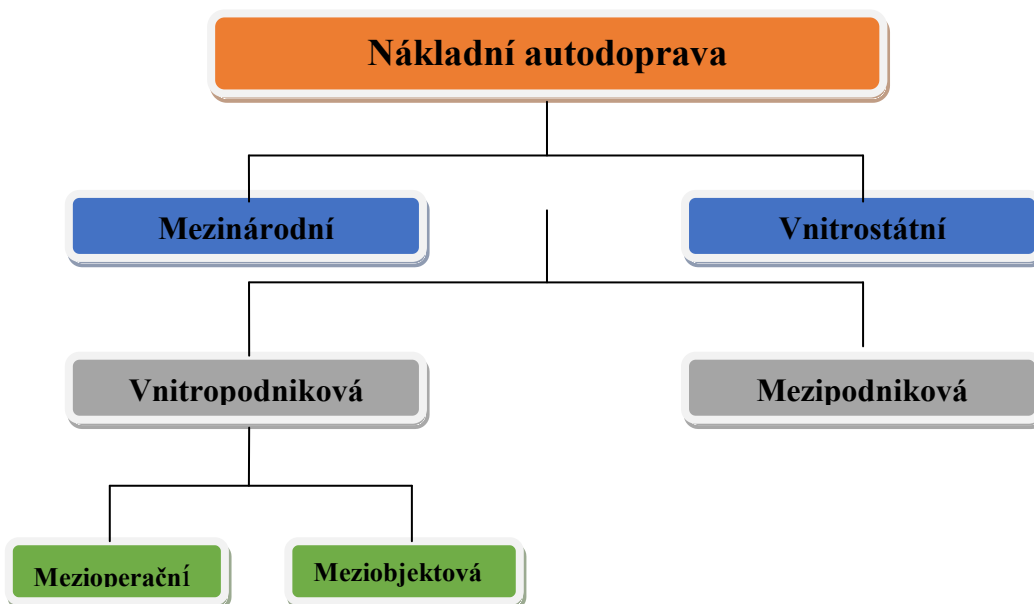 Nákladní autodoprava
Mezinárodní
Vnitrostátní
Vnitropodniková
Mezipodniková
Mezioperační
Meziobjektová